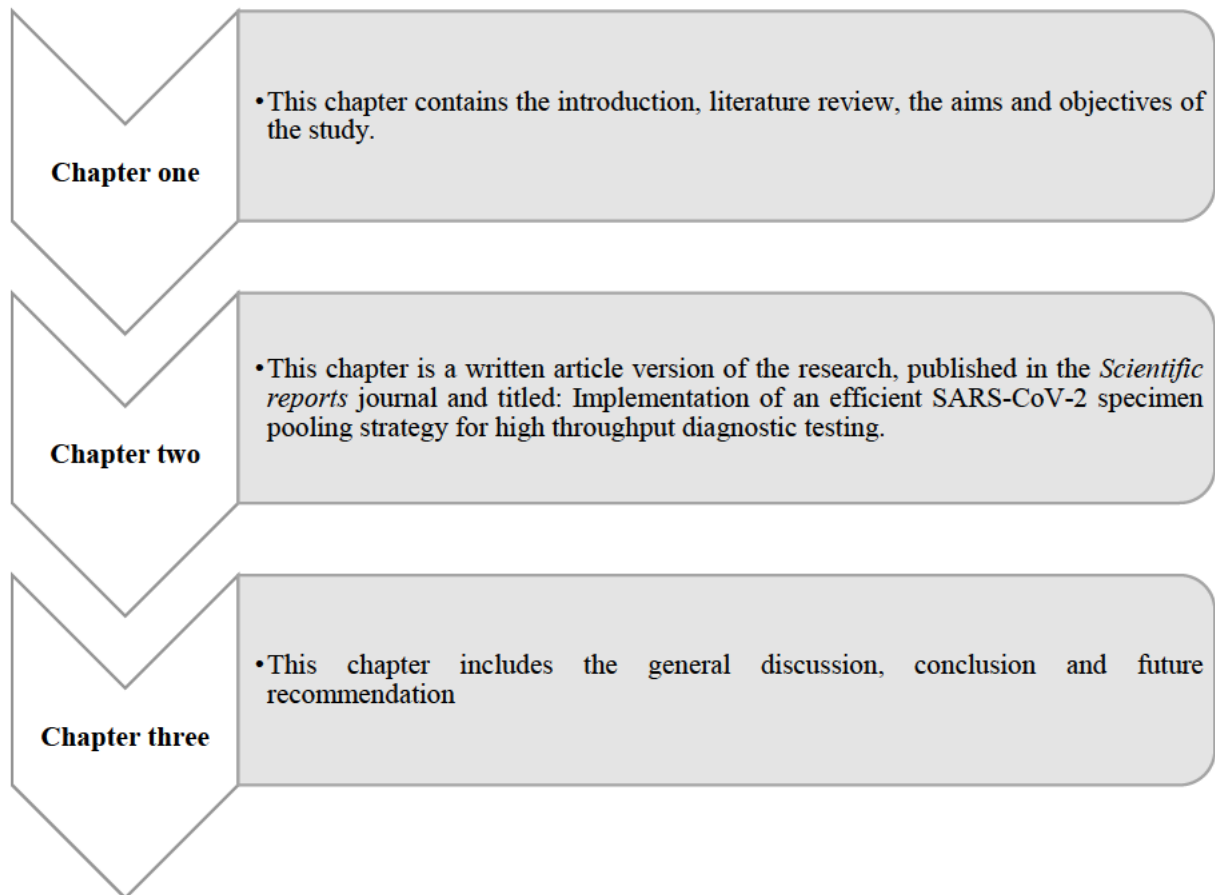 Chapter one
•This chapter contains the introduction, literature review, the aims and objectives of
the study.
Chapter two
•This chapter is a written article version of the research, published in the Scientific
reports journal and titled: Implementation of an efficient SARS-CoV-2 specimen
pooling strategy for high throughput diagnostic testing.
Chapter three
•This chapter includes the general discussion, conclusion and future
recommendation